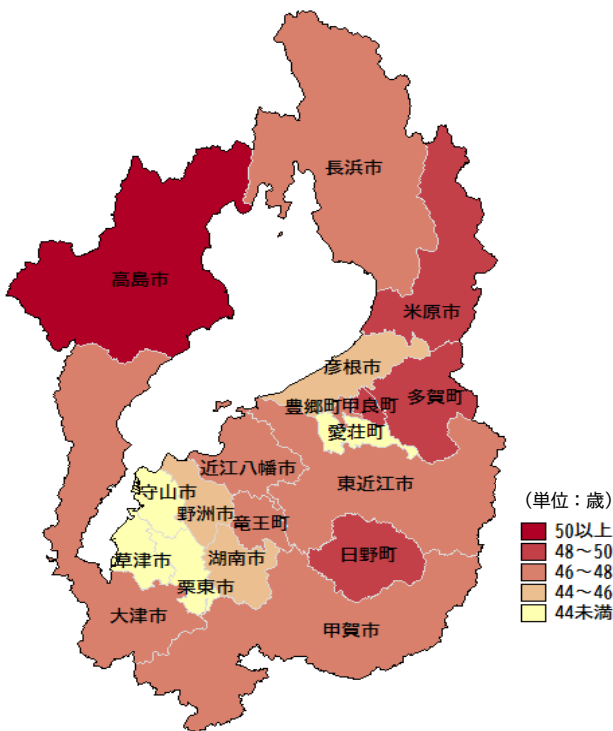 長浜市
高島市
米原市
彦根市
多賀町
豊郷町
甲良町
愛荘町
近江八幡市
東近江市
守山市
野洲市
竜王町
草津市
湖南市
日野町
栗東市
大津市
甲賀市
(単位:歳)
50以上
48~50
46~48
44~46
44未満